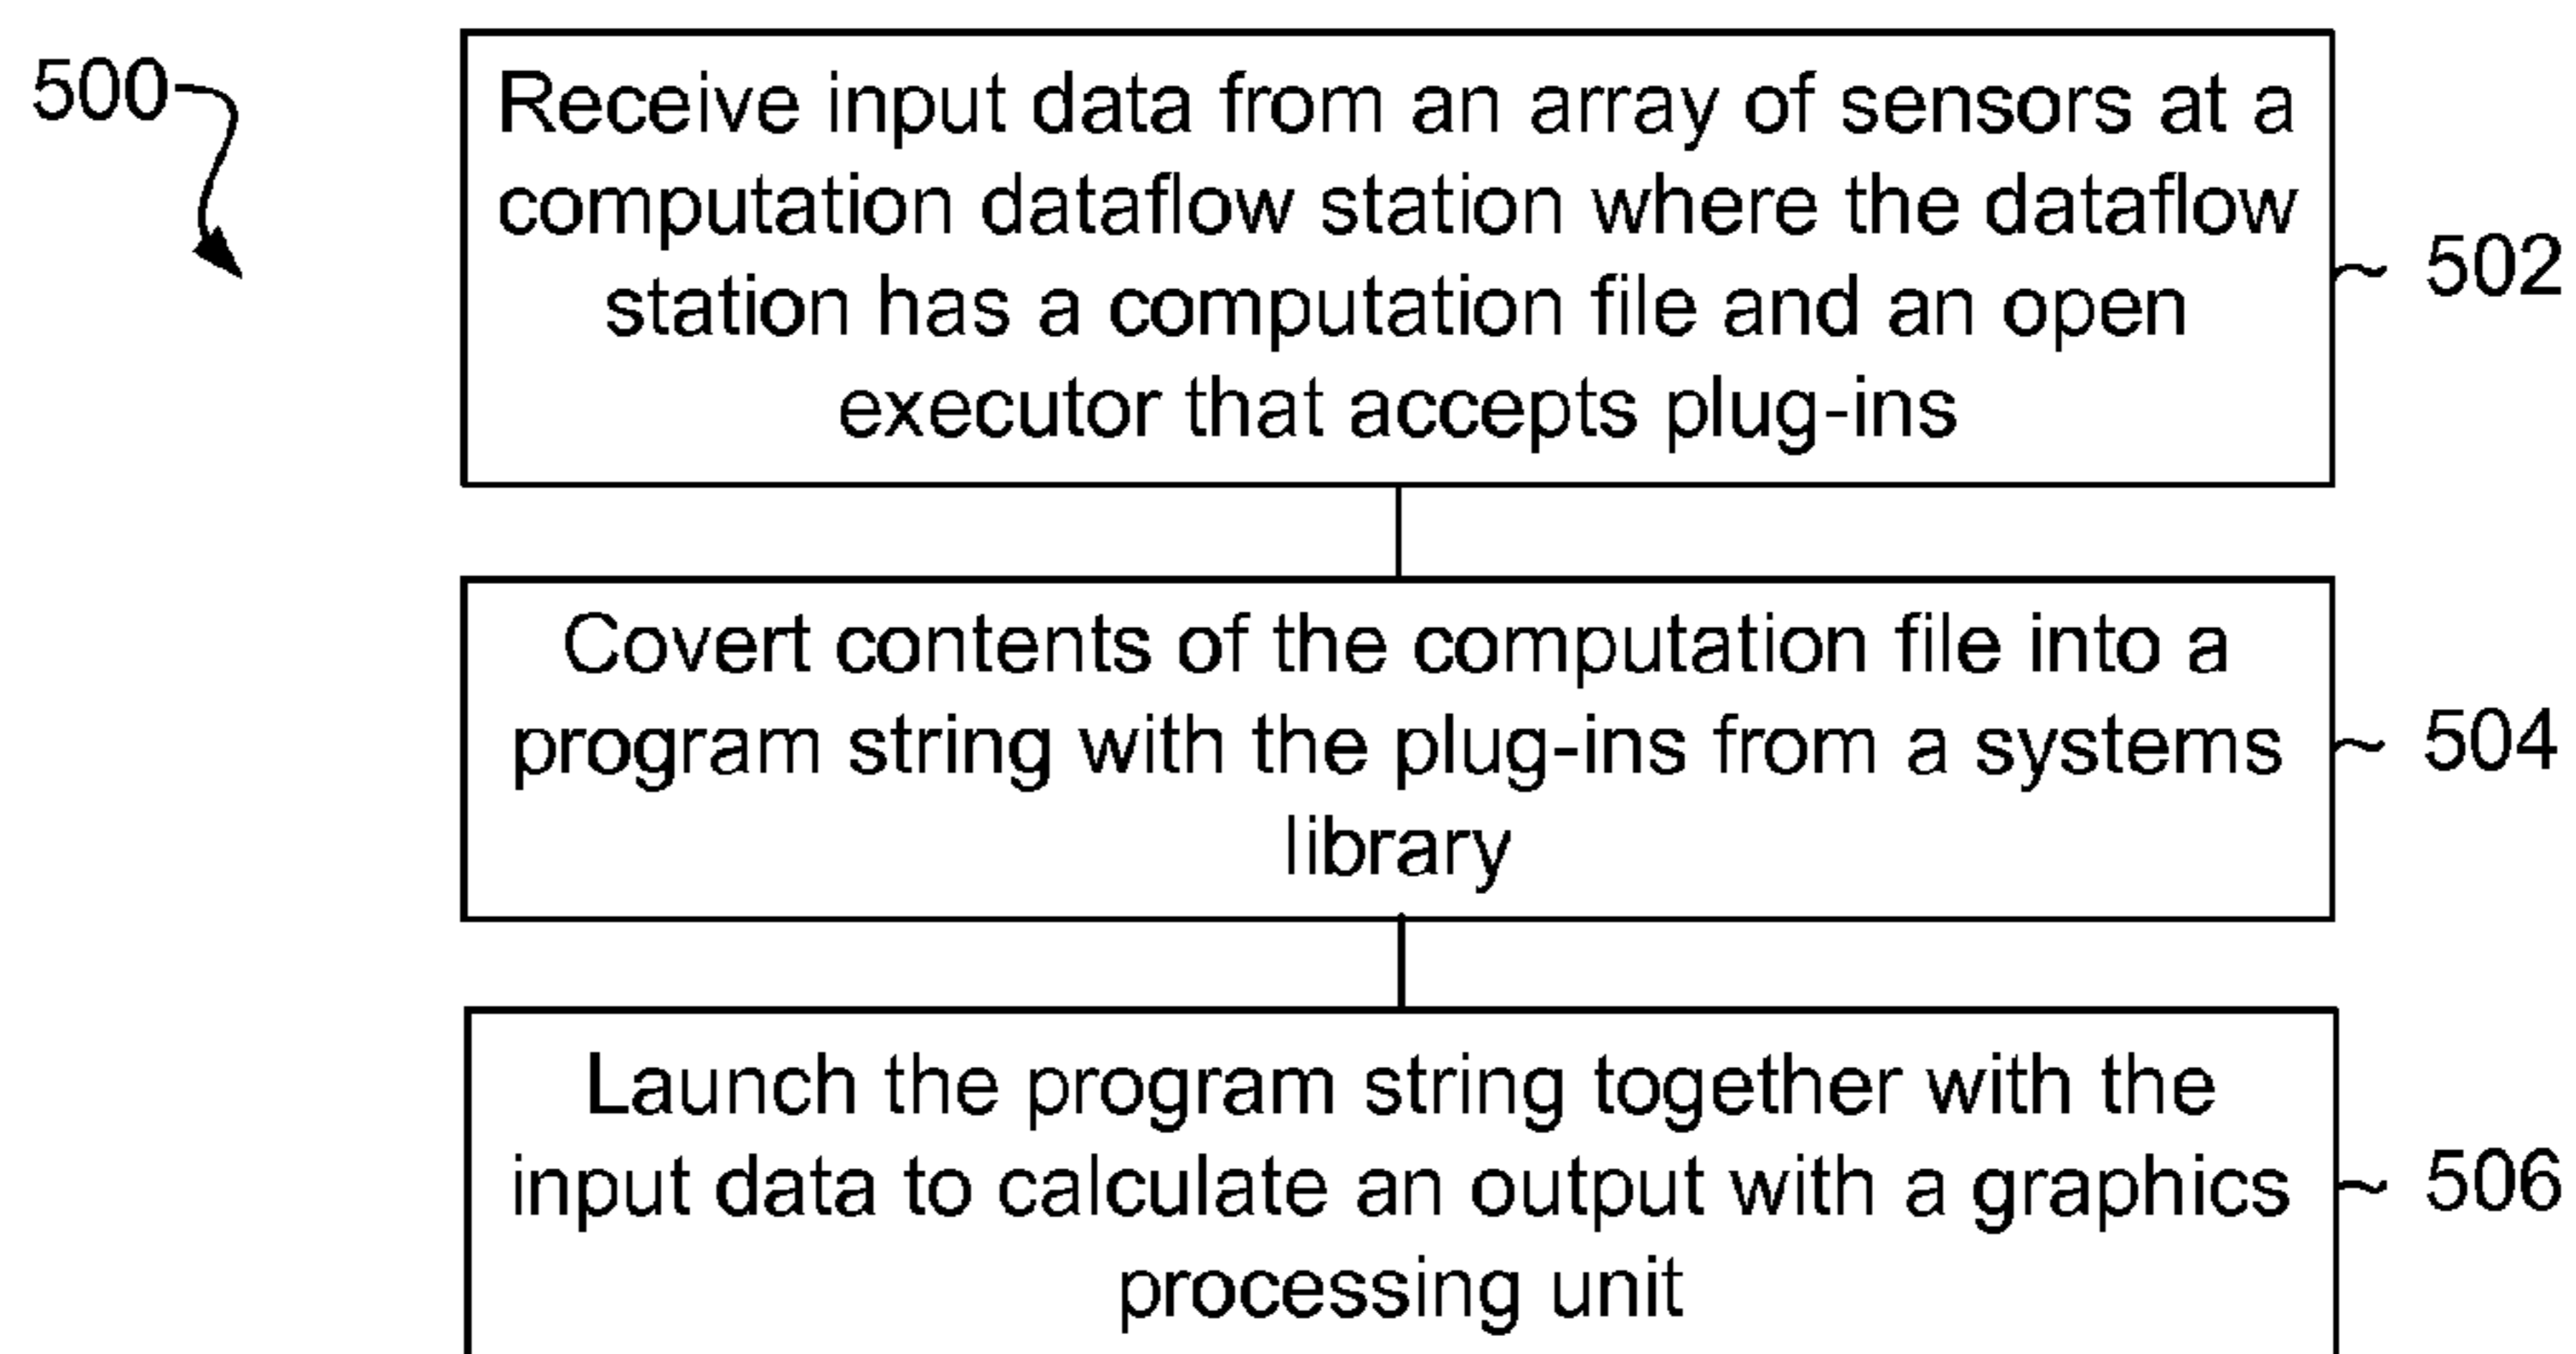 500
Receive input data from an array of sensors at a
computation dataflow station where the dataflow
station has a computation file and an open
executor that accepts plug-ins
502
Covert contents of the computation file into a
program string with the plug-ins from a systems
library
504
Launch the program string together with the
input data to calculate an output with a graphics
processing unit
506